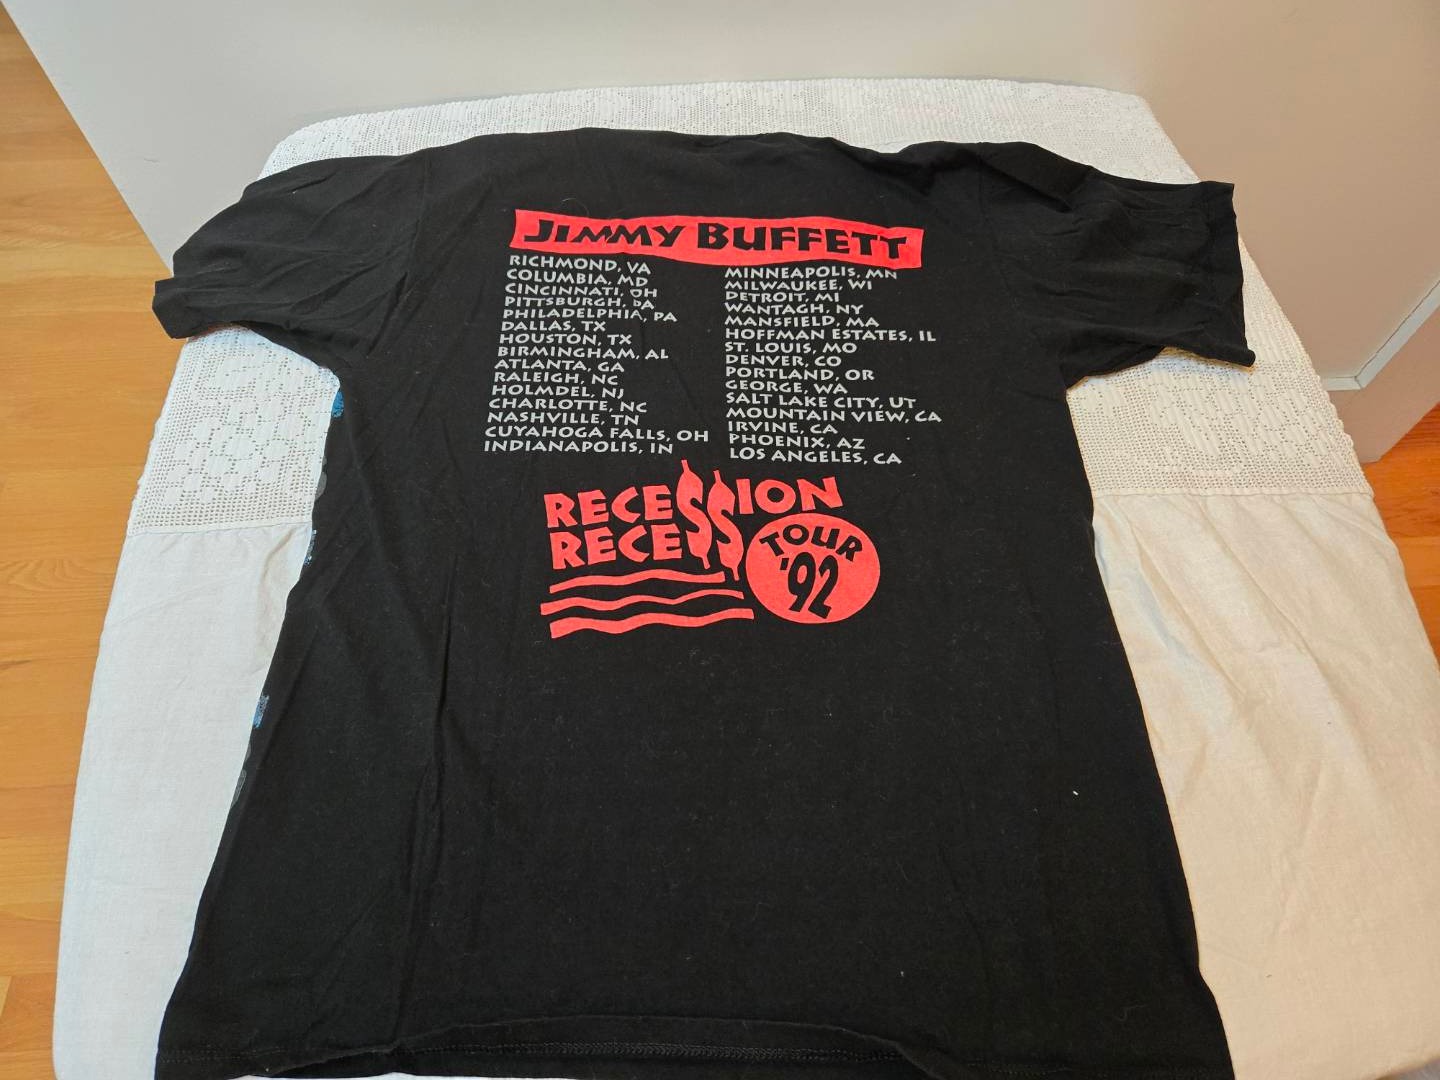 JIMMY BUFFETT
RICHMOND, VA
COLUMBIA, MD
CINCINNATI, OH
PITTSBURGH, PA
PHILADELPHIA, PA
DALLAS, TX
HOUSTON, TX
BIRMINGHAM, AL
ATLANTA, GA
RALEIGH, NC
HOLMDEL, NJ
CHARLOTTE, NC
NASHVILLE, TN
CUYAHOGA FALLS, OH
INDIANAPOLIS, IN
MINNEAPOLIS, MN
MILWAUKEE, WI
DETROIT, MI
WANTAGH, NY
MANSFIELD, MA
HOFFMAN ESTATES, IL
ST. LOUIS, MO
DENVER, CO
PORTLAND, OR
GEORGE, WA
SALT LAKE CITY, UT
MOUNTAIN VIEW, CA
IRVINE, CA
PHOENIX, AZ
LOS ANGELES, CA
RECESSION
RECESS
TOUR
'92